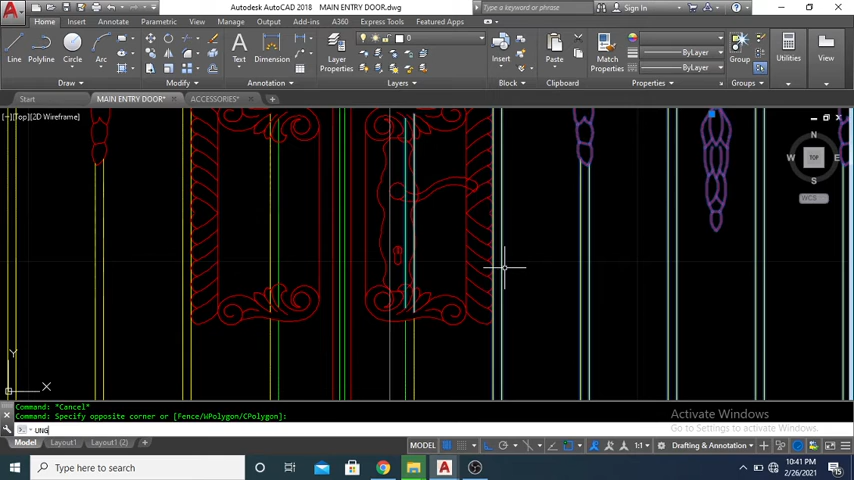 Autodesk AutoCAD 2018 MAIN ENTRY DOOR.dwg
Type a keyword or phrase
Sign In
Home Insert Annotate Parametric View Manage Output Add-ins A360 Express Tools Featured Apps
Line Polyline Circle Arc
Text Dimension
Layer Properties
0
Insert
Paste
Match Properties
ByLayer
ByLayer
ByLayer
Group
Utilities
View
Draw Modify Annotation Layers Block Clipboard Properties Groups
Start MAIN ENTRY DOOR* ACCESSORIES*
[−][Top][2D Wireframe]
N
W TOP E
S
WCS
Y
X
Command: *Cancel*
Command: Specify opposite corner or [Fence/WPolygon/CPolygon]:
UNG
Activate Windows
Go to Settings to activate Windows.
Model Layout1 Layout1 (2)
MODEL
1:1
Drafting & Annotation
Type here to search
10:41 PM
2/26/2021